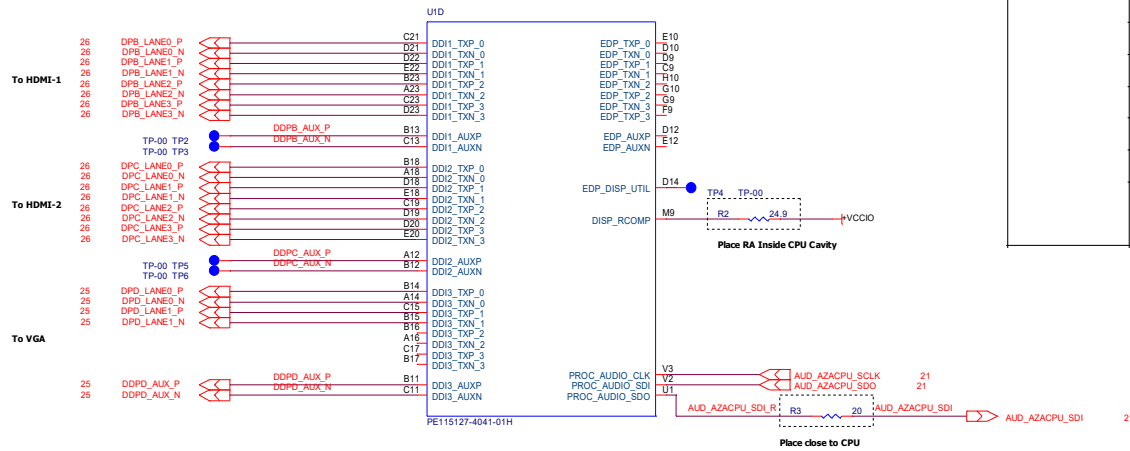 U1D
26 DPB_LANE0_P C21 DDI1_TXP_0 EDP_TXP_0 E10
26 DPB_LANE0_N D21 DDI1_TXN_0 EDP_TXN_0 D10
26 DPB_LANE1_P D22 DDI1_TXP_1 EDP_TXP_1 D9
26 DPB_LANE1_N E22 DDI1_TXN_1 EDP_TXN_1 C9
To HDMI-1
26 DPB_LANE2_P B23 DDI1_TXP_2 EDP_TXN_2 H10
26 DPB_LANE2_N A23 DDI1_TXN_2 EDP_TXP_2 G10
26 DPB_LANE3_P C23 DDI1_TXP_3 EDP_TXN_3 G9
26 DPB_LANE3_N D23 DDI1_TXN_3 EDP_TXP_3 F9
TP-00 TP2 DDPB_AUX_P B13 DDI1_AUXP EDP_AUXP D12
TP-00 TP3 DDPB_AUX_N C13 DDI1_AUXN EDP_AUXN E12
26 DPC_LANE0_P B18 DDI2_TXP_0
26 DPC_LANE0_N A18 DDI2_TXN_0
26 DPC_LANE1_P D18 DDI2_TXP_1 EDP_DISP_UTIL D14
26 DPC_LANE1_N E18 DDI2_TXN_1 TP4 TP-00
To HDMI-2
26 DPC_LANE2_P C19 DDI2_TXP_2
26 DPC_LANE2_N D19 DDI2_TXN_2 DISP_RCOMP M9 R2 24.9 +VCCIO
26 DPC_LANE3_P D20 DDI2_TXP_3
26 DPC_LANE3_N E20 DDI2_TXN_3
Place RA Inside CPU Cavity
TP-00 TP5 DDPC_AUX_P A12 DDI2_AUXP
TP-00 TP6 DDPC_AUX_N B12 DDI2_AUXN
25 DPD_LANE0_P B14 DDI3_TXP_0
25 DPD_LANE0_N A14 DDI3_TXN_0
25 DPD_LANE1_P C15 DDI3_TXP_1
25 DPD_LANE1_N B15 DDI3_TXN_1
B16 DDI3_TXP_2
To VGA
A16 DDI3_TXN_2
C17 DDI3_TXP_3
B17 DDI3_TXN_3
PROC_AUDIO_CLK V3 AUD_AZACPU_SCLK 21
25 DDPD_AUX_P DDPD_AUX_P B11 DDI3_AUXP PROC_AUDIO_SDI V2 AUD_AZACPU_SDO 21
25 DDPD_AUX_N DDPD_AUX_N C11 DDI3_AUXN PROC_AUDIO_SDO U1
AUD_AZACPU_SDI_R R3 20 AUD_AZACPU_SDI AUD_AZACPU_SDI 2
PE115127-4041-01H
Place close to CPU